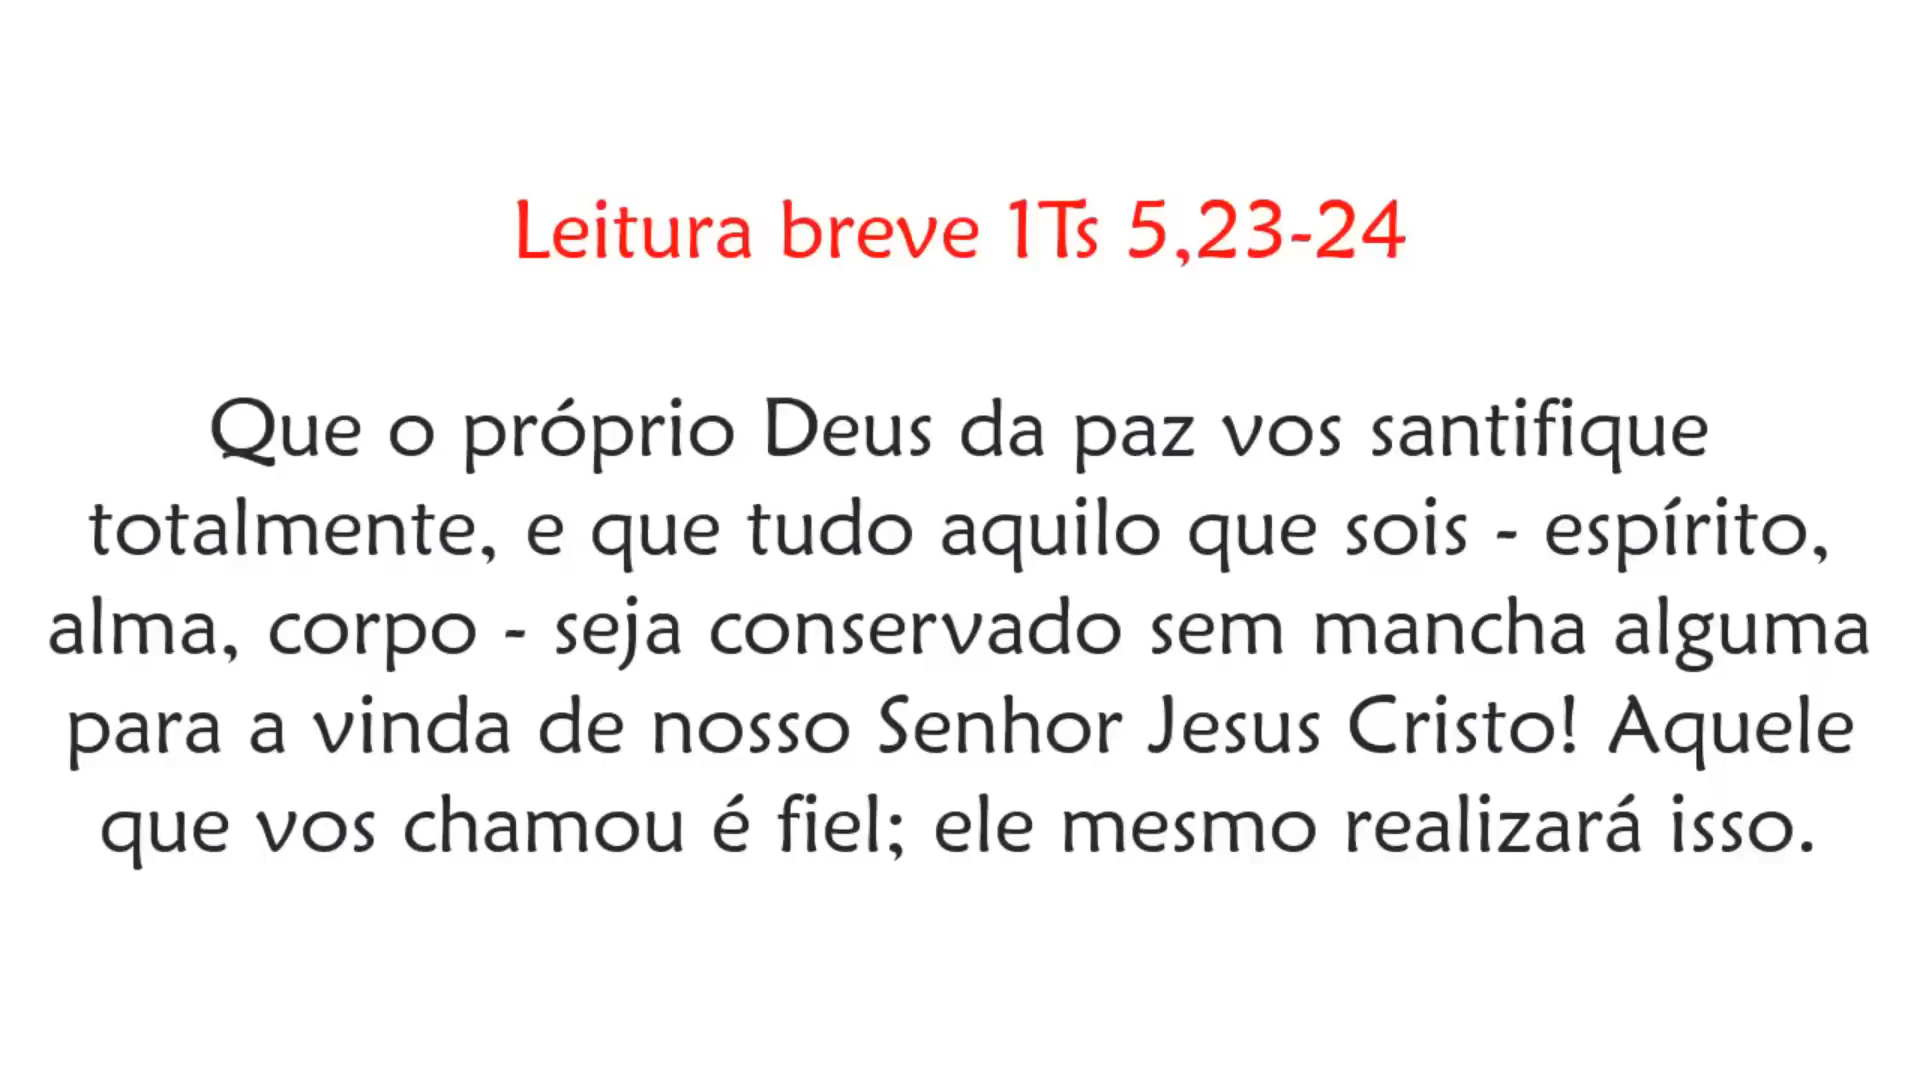 Leitura breve 1Ts 5,23-24
Que o próprio Deus da paz vos santifique
totalmente, e que tudo aquilo que sois - espírito,
alma, corpo - seja conservado sem mancha alguma
para a vinda de nosso Senhor Jesus Cristo! Aquele
que vos chamou é fiel; ele mesmo realizará isso.